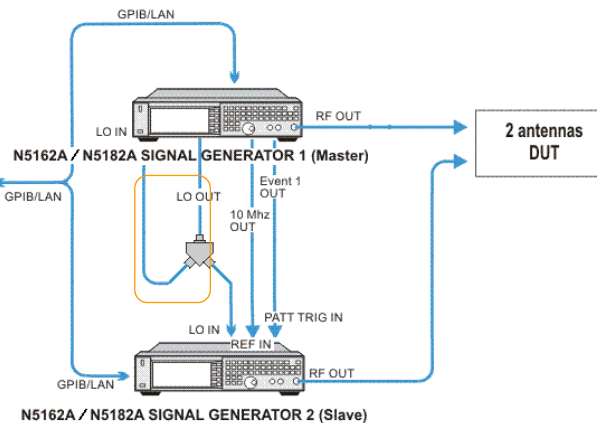 GPIB/LAN
RF OUT
LO IN
2 antennas
DUT
N5162A / N5182A SIGNAL GENERATOR 1 (Master)
GPIB/LAN
LO OUT
Event 1
OUT
10 Mhz
OUT
PATT TRIG IN
LO IN
REF IN
RF OUT
GPIB/LAN
N5162A / N5182A SIGNAL GENERATOR 2 (Slave)